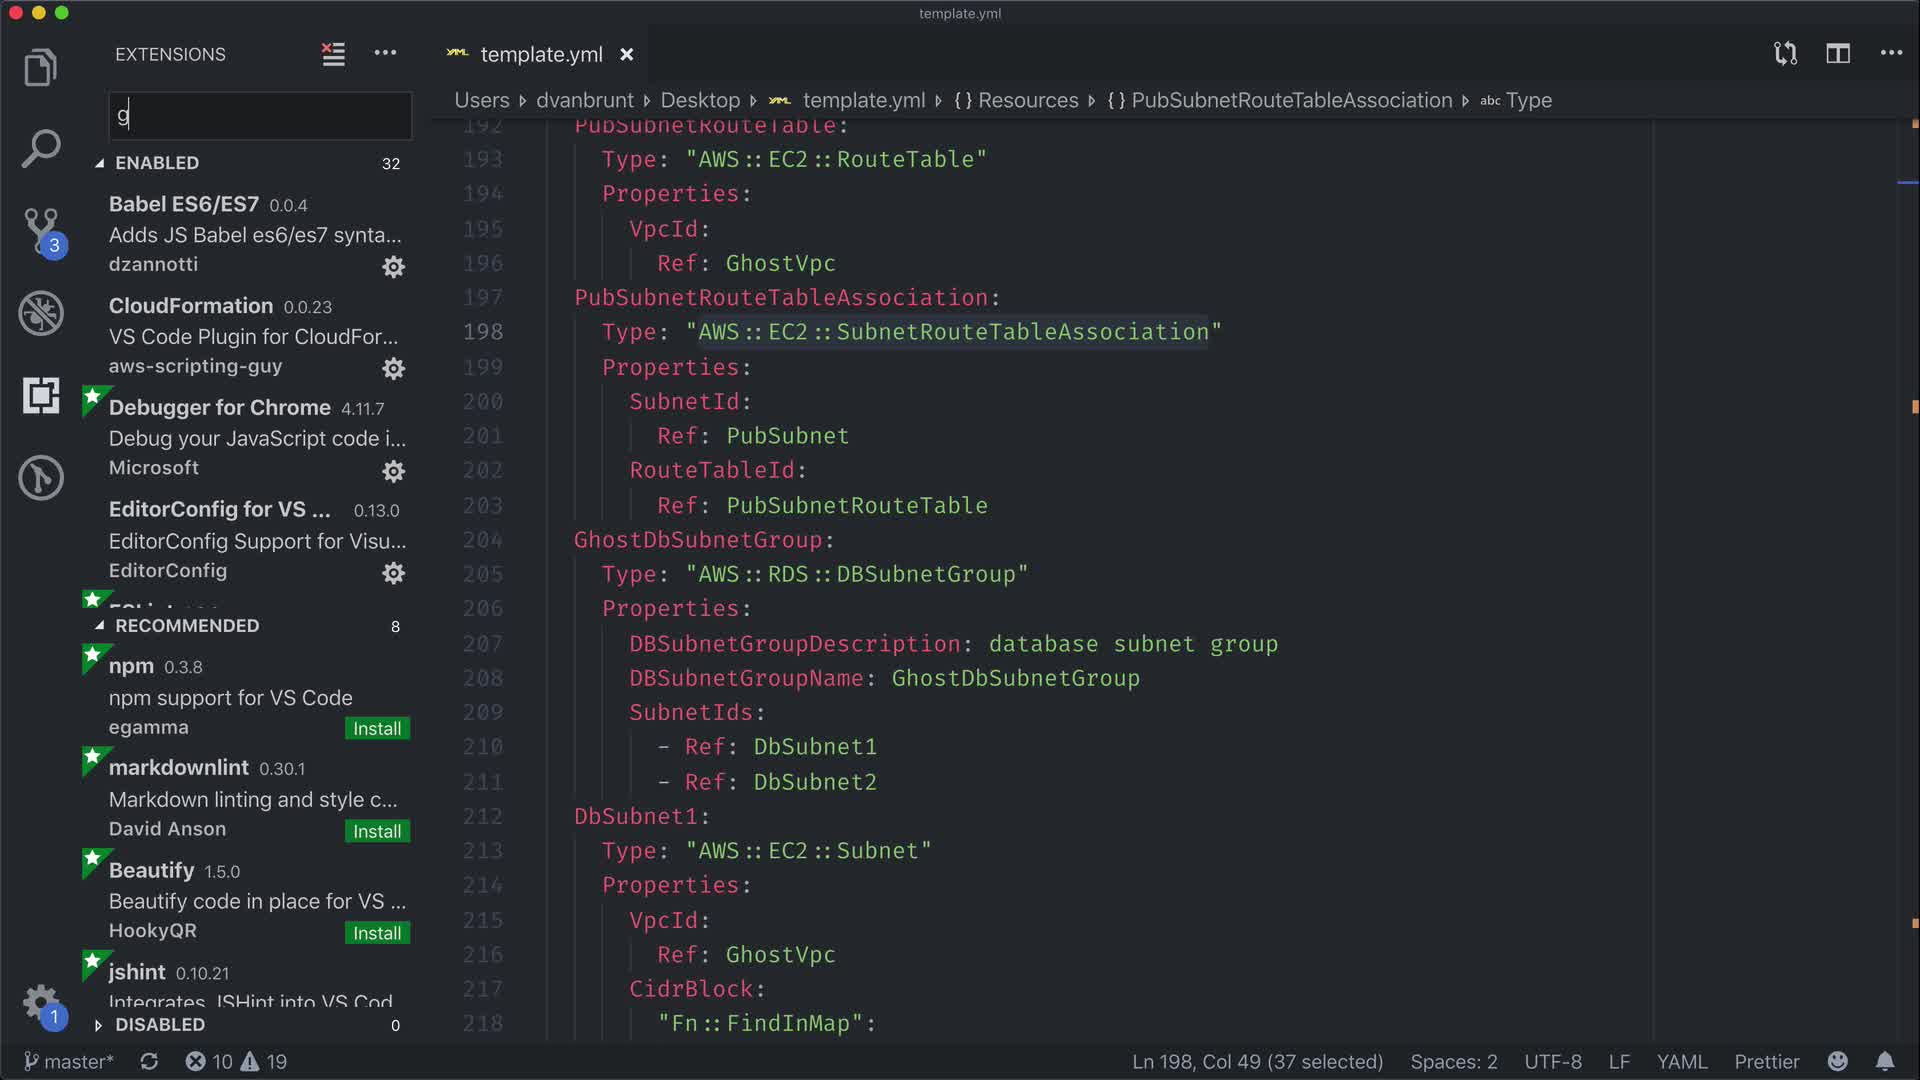 template.yml
EXTENSIONS
YAML template.yml
Users dvanbrunt Desktop YAML template.yml {} Resources {} PubSubnetRouteTableAssociation abc Type
g
ENABLED 32
Babel ES6/ES7 0.0.4
Adds JS Babel es6/es7 synta...
dzannotti
CloudFormation 0.0.23
VS Code Plugin for CloudFor...
aws-scripting-guy
Debugger for Chrome 4.11.7
Debug your JavaScript code i...
Microsoft
EditorConfig for VS ... 0.13.0
EditorConfig Support for Visu...
EditorConfig
RECOMMENDED 8
npm 0.3.8
npm support for VS Code
egamma Install
markdownlint 0.30.1
Markdown linting and style c...
David Anson Install
Beautify 1.5.0
Beautify code in place for VS ...
HookyQR Install
jshint 0.10.21
Integrates JSHint into VS Cod
DISABLED 0
3
1
192 PubSubnetRouteTable:
193 Type: "AWS::EC2::RouteTable"
194 Properties:
195 VpcId:
196 Ref: GhostVpc
197 PubSubnetRouteTableAssociation:
198 Type: "AWS::EC2::SubnetRouteTableAssociation"
199 Properties:
200 SubnetId:
201 Ref: PubSubnet
202 RouteTableId:
203 Ref: PubSubnetRouteTable
204 GhostDbSubnetGroup:
205 Type: "AWS::RDS::DBSubnetGroup"
206 Properties:
207 DBSubnetGroupDescription: database subnet group
208 DBSubnetGroupName: GhostDbSubnetGroup
209 SubnetIds:
210 - Ref: DbSubnet1
211 - Ref: DbSubnet2
212 DbSubnet1:
213 Type: "AWS::EC2::Subnet"
214 Properties:
215 VpcId:
216 Ref: GhostVpc
217 CidrBlock:
218 "Fn::FindInMap":
master* 10 19 Ln 198, Col 49 (37 selected) Spaces: 2 UTF-8 LF YAML Prettier